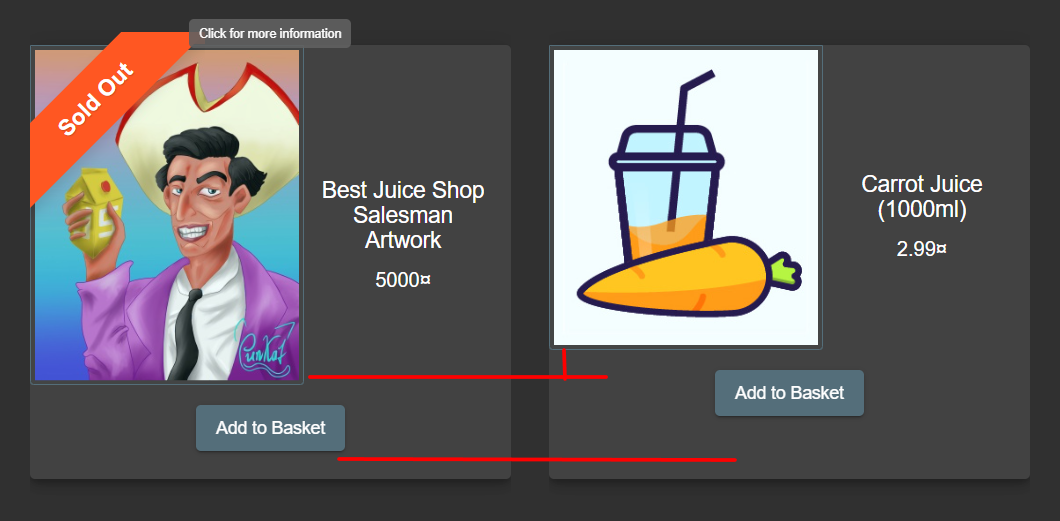 Click for more information
Sold Out
Best Juice Shop
Salesman
Artwork
5000¤
Add to Basket
Carrot Juice
(1000ml)
2.99¤
Add to Basket